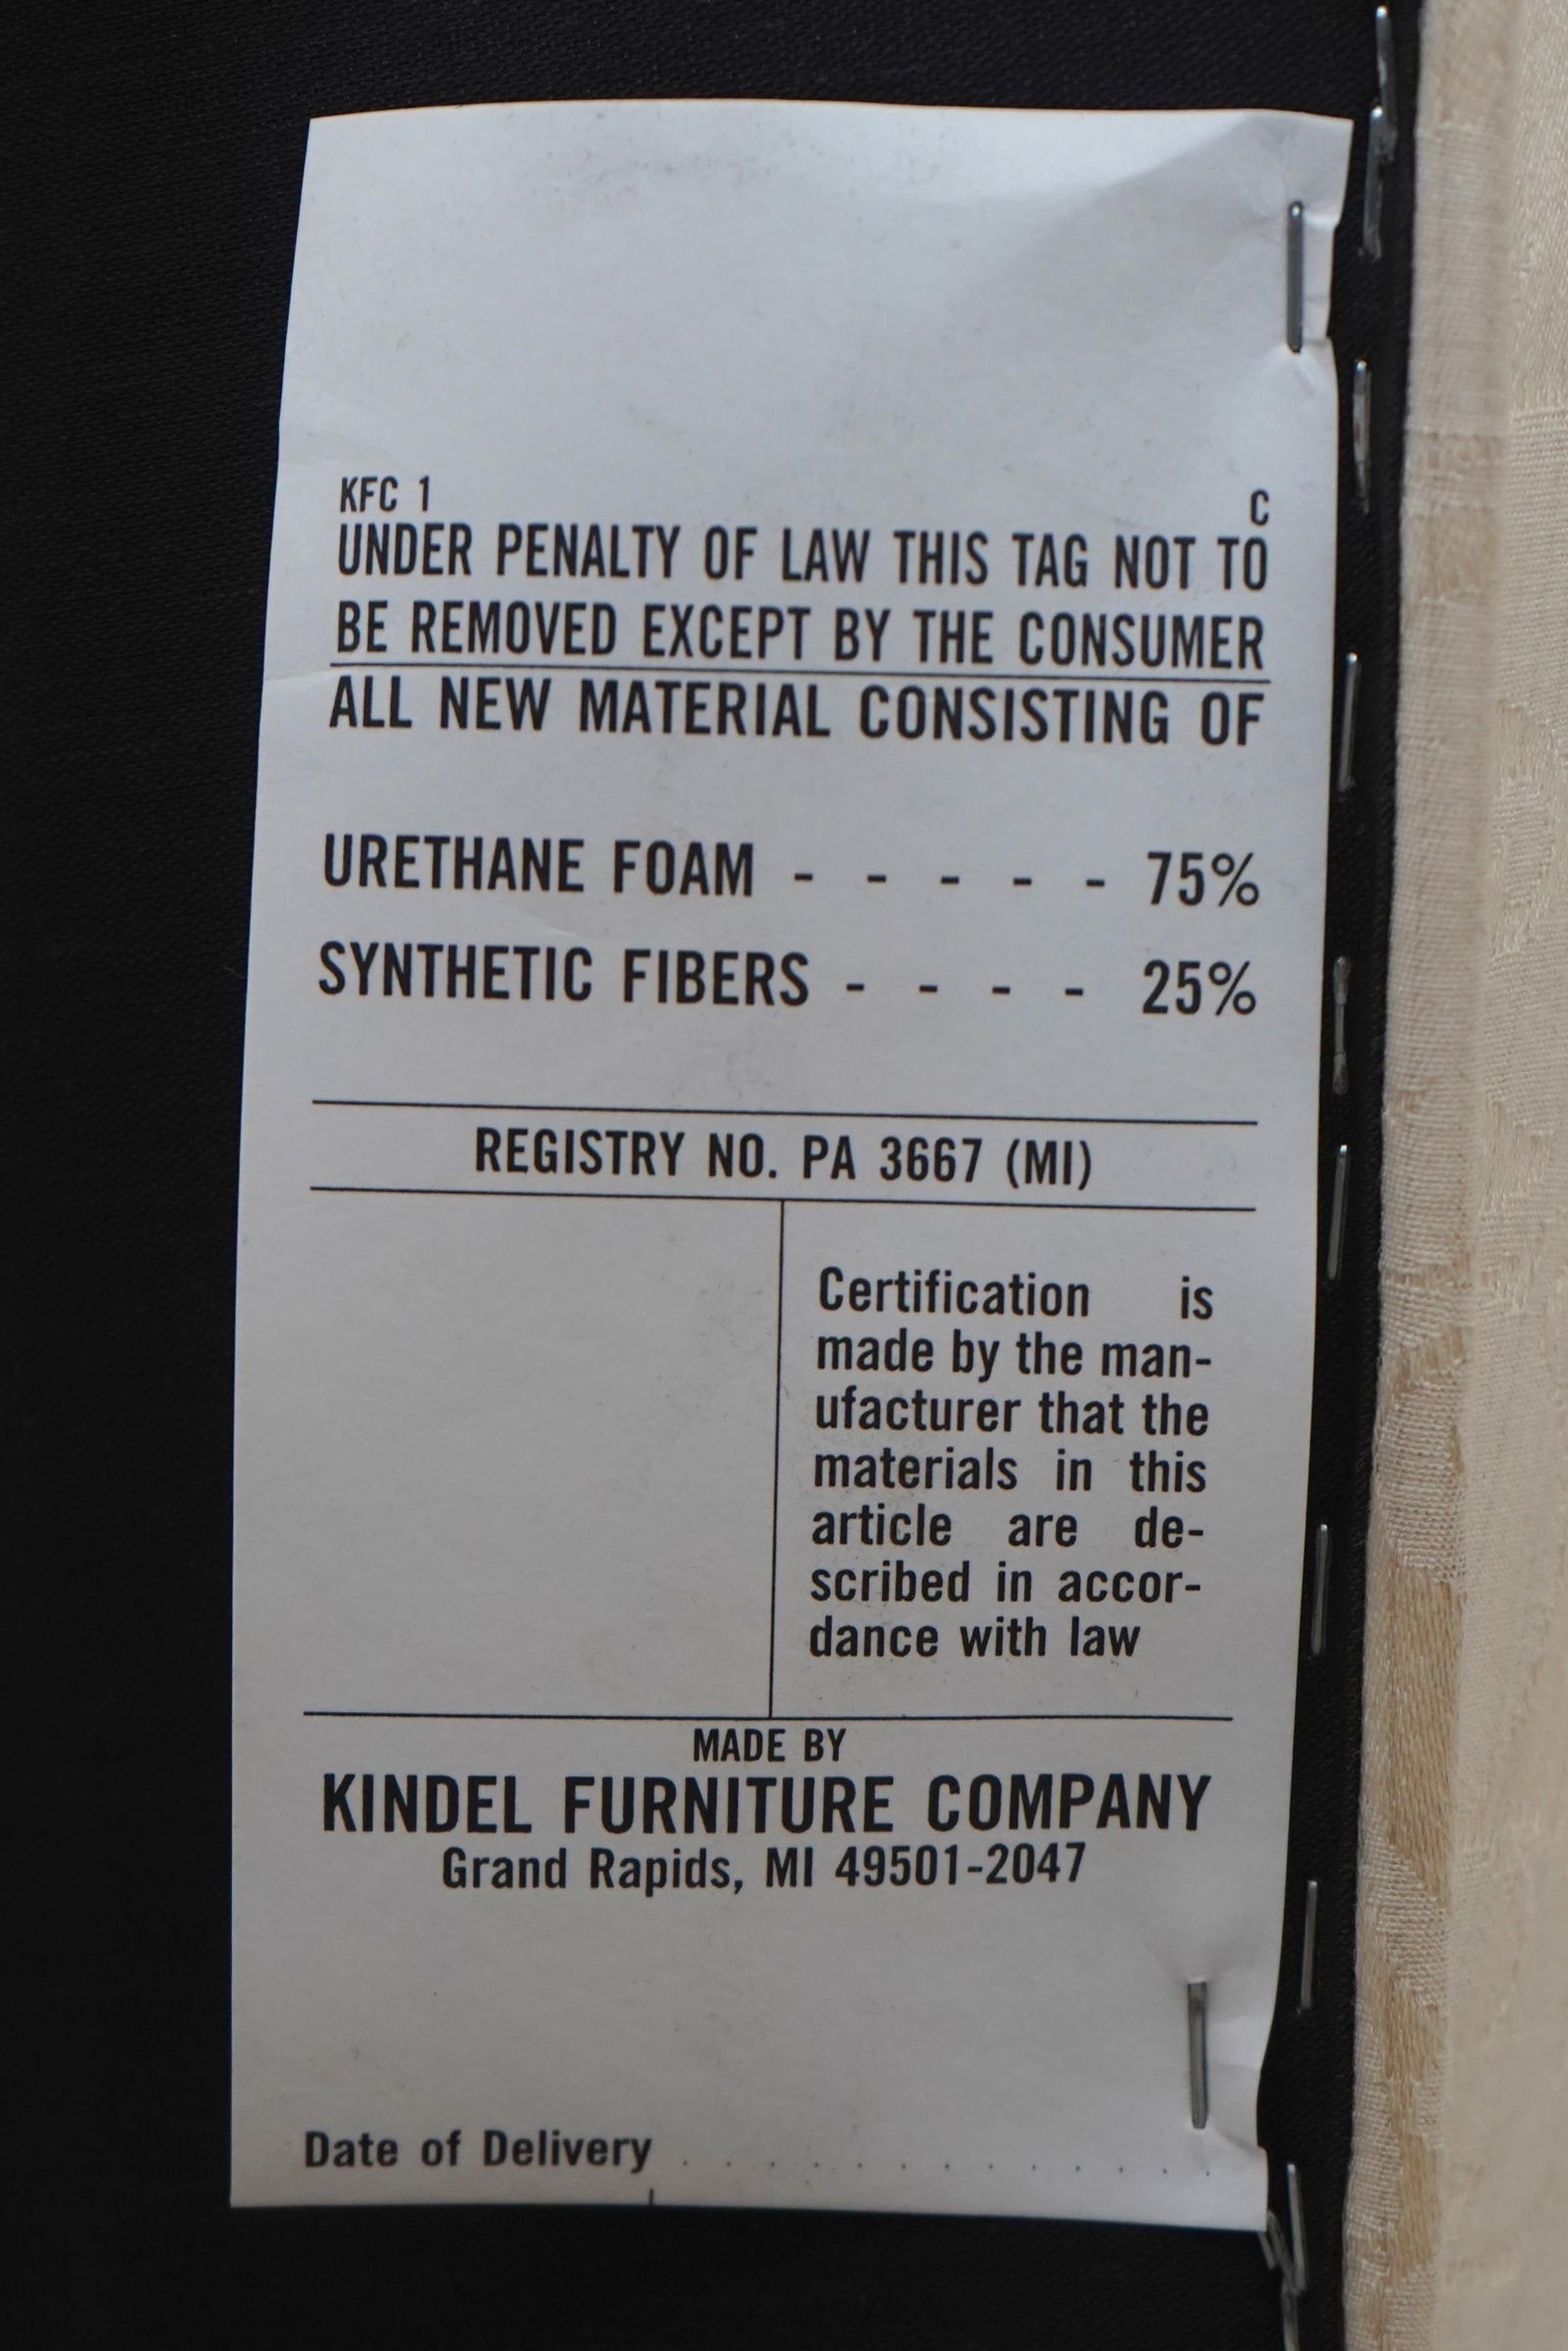 KFC 1 C
UNDER PENALTY OF LAW THIS TAG NOT TO
BE REMOVED EXCEPT BY THE CONSUMER
ALL NEW MATERIAL CONSISTING OF
URETHANE FOAM - - - - - 75%
SYNTHETIC FIBERS - - - - 25%
REGISTRY NO. PA 3667 (MI)
Certification is
made by the man-
ufacturer that the
materials in this
article are de-
scribed in accor-
dance with law
MADE BY
KINDEL FURNITURE COMPANY
Grand Rapids, MI 49501-2047
Date of Delivery . . . . . . . . . . . . . . .